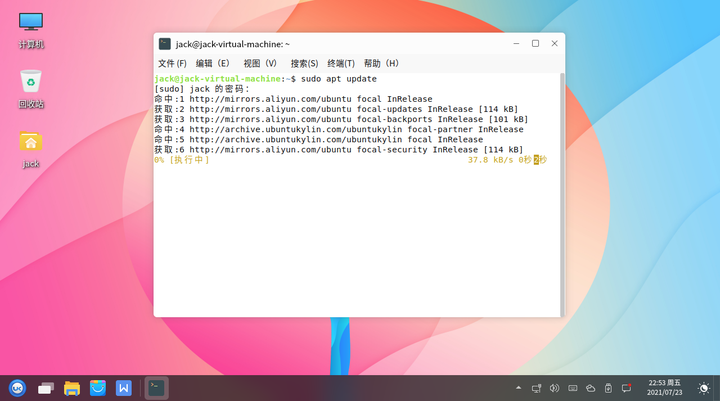 计算机
回收站
jack
jack@jack-virtual-machine: ~
文件(F) 编辑(E) 视图(V) 搜索(S) 终端(T) 帮助(H)
jack@jack-virtual-machine:~$ sudo apt update
[sudo] jack 的密码：
命中:1 http://mirrors.aliyun.com/ubuntu focal InRelease
获取:2 http://mirrors.aliyun.com/ubuntu focal-updates InRelease [114 kB]
获取:3 http://mirrors.aliyun.com/ubuntu focal-backports InRelease [101 kB]
命中:4 http://archive.ubuntukylin.com/ubuntukylin focal-partner InRelease
命中:5 http://archive.ubuntukylin.com/ubuntukylin focal InRelease
获取:6 http://mirrors.aliyun.com/ubuntu focal-security InRelease [114 kB]
0% [执行中] 37.8 kB/s 0秒2秒
UK
W
22:53 周五
2021/07/23